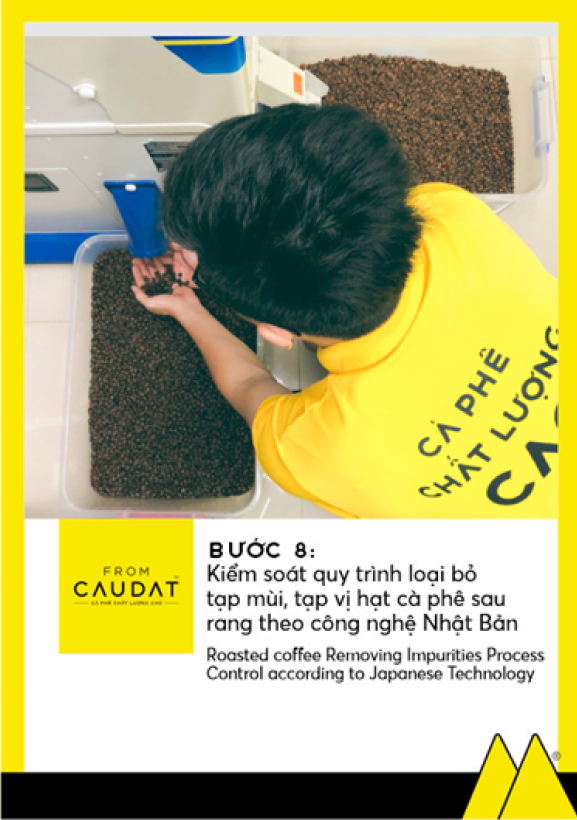 CÀ PHÊ
CHẤT LƯỢNG
FROM
CAUDAT
CÀ PHÊ CHẤT LƯỢNG CAO
BƯỚC 8:
Kiểm soát quy trình loại bỏ
tạp mùi, tạp vị hạt cà phê sau
rang theo công nghệ Nhật Bản
Roasted coffee Removing Impurities Process
Control according to Japanese Technology
®